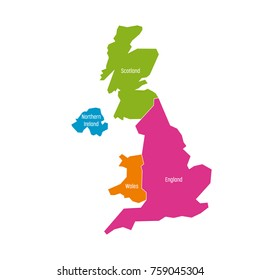 Scotland
Northern
Ireland
Wales
England
shutterstock.com · 759045304